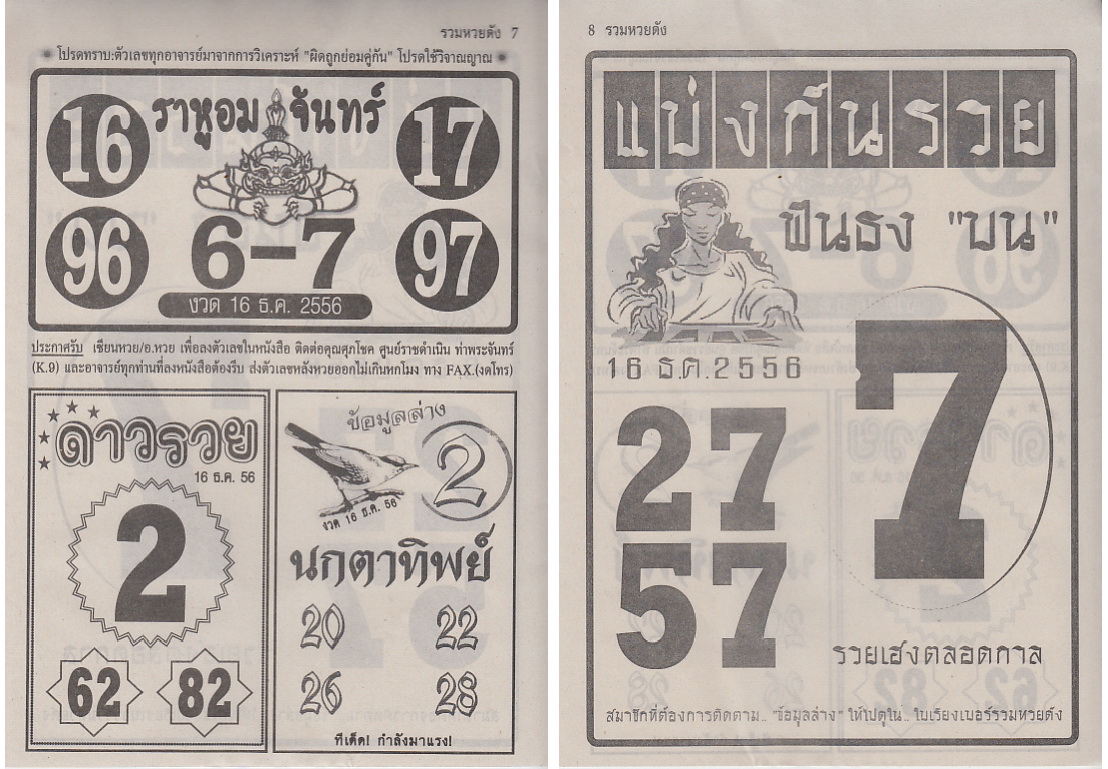 รวมหวยดัง 7
โปรดทราบ:ตัวเลขทุกอาจารย์มาจากการวิเคราะห์ "ผิดถูกย่อมคู่กัน" โปรดใช้วิจาณญาณ
ราหูอมจันทร์
16
17
96
6-7
97
งวด 16 ธ.ค. 2556
ประกาศรับ เซียนหวย/อ.หวย เพื่อลงตัวเลขในหนังสือ ติดต่อคุณศุภโชค ศูนย์ราชดำเนิน ท่าพระจันทร์
(K.9) และอาจารย์ทุกท่านที่ลงหนังสือต้องรีบ ส่งตัวเลขหลังหวยออกไม่เกินหกโมง ทาง FAX.(งดโทร)
ดาวรวย
16 ธ.ค. 56
2
62 82
ข้อมูลล่าง
2
งวด 16 ธ.ค. 56
นกตาทิพย์
20 22
26 28
ทีเด็ด! กำลังมาแรง!
8 รวมหวยดัง
แบ่งกันรวย
ฟันธง "บน"
16 ธ.ค.2556
7
27
57
รวยเฮงตลอดกาล
สมาชิกที่ต้องการติดตาม.. "ข้อมูลล่าง" ให้ไปดูใน.. ใบเรียงเบอร์รวมหวยดัง